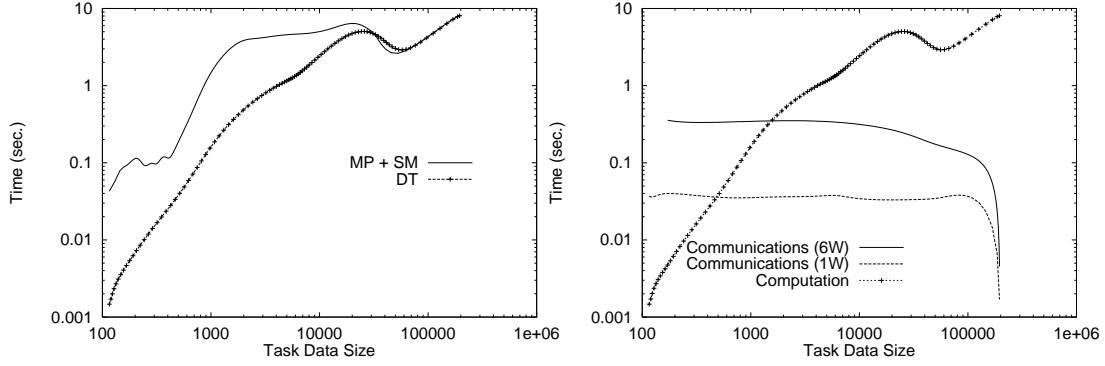 10
1
0.1
0.01
0.001
100
1000
10000
100000
1e+06
Time (sec.)
Task Data Size
MP + SM
DT
10
1
0.1
0.01
0.001
100
1000
10000
100000
1e+06
Time (sec.)
Task Data Size
Communications (6W)
Communications (1W)
Computation